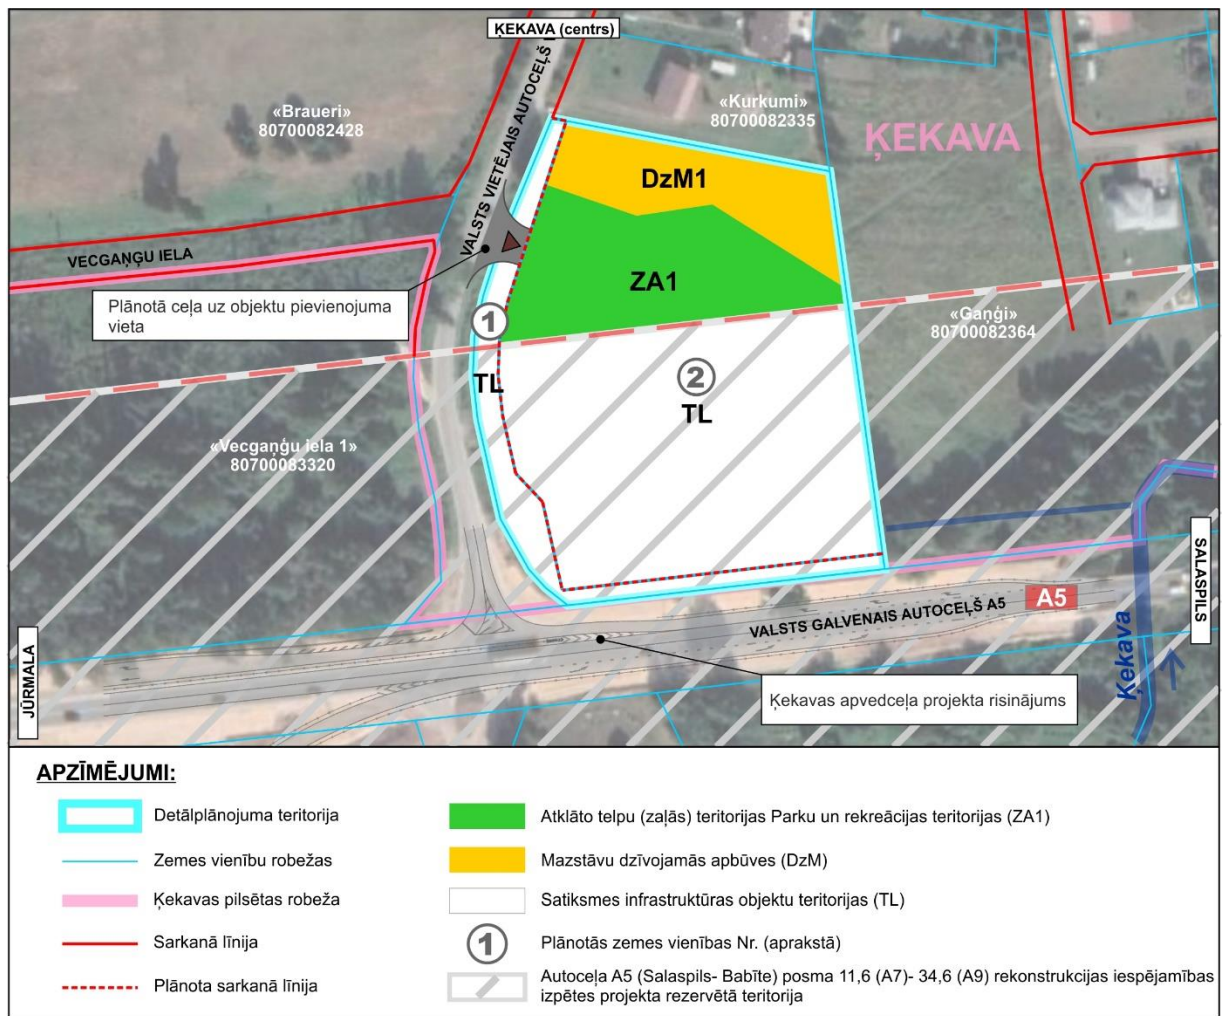 ĶEKAVA (centrs)
«Braueri»
80700082428
VALSTS VIETĒJAIS AUTOCEĻŠ
«Kurkumi»
80700082335
ĶEKAVA
DzM1
VECGAŅĢU IELA
ZA1
Plānotā ceļa uz objektu pievienojuma
vieta
1
«Gaņģi»
80700082364
TL
2
TL
«Vecgaņģu iela 1»
80700083320
SALASPILS
A5
VALSTS GALVENAIS AUTOCEĻŠ A5
JŪRMALA
Ķekava
Ķekavas apvedceļa projekta risinājums
APZĪMĒJUMI:
Detālplānojuma teritorija
Zemes vienību robežas
Ķekavas pilsētas robeža
Sarkanā līnija
Plānota sarkanā līnija
Atklāto telpu (zaļās) teritorijas Parku un rekreācijas teritorijas (ZA1)
Mazstāvu dzīvojamās apbūves (DzM)
Satiksmes infrastruktūras objektu teritorijas (TL)
1
Plānotās zemes vienības Nr. (aprakstā)
Autoceļa A5 (Salaspils- Babīte) posma 11,6 (A7)- 34,6 (A9) rekonstrukcijas iespējamības
izpētes projekta rezervētā teritorija